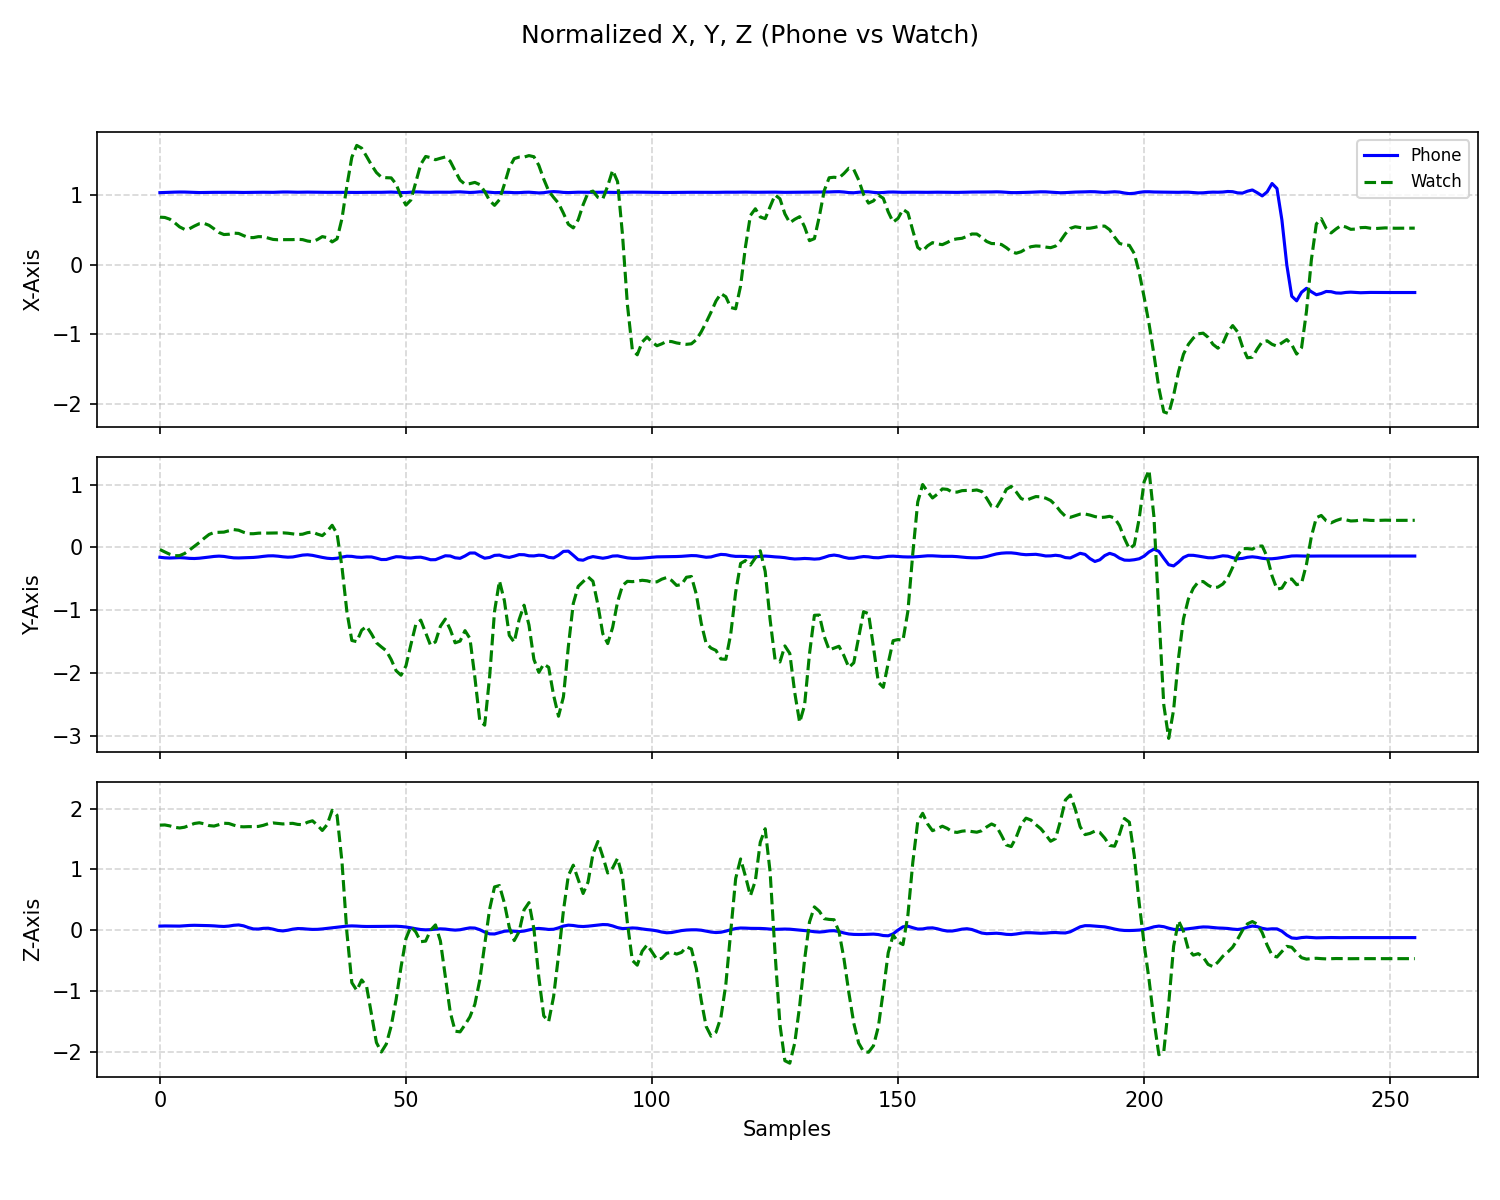 Normalized X, Y, Z (Phone vs Watch)
Phone
Watch
X-Axis
1
0
−1
−2
Y-Axis
1
0
−1
−2
−3
Z-Axis
2
1
0
−1
−2
0 50 100 150 200 250
Samples